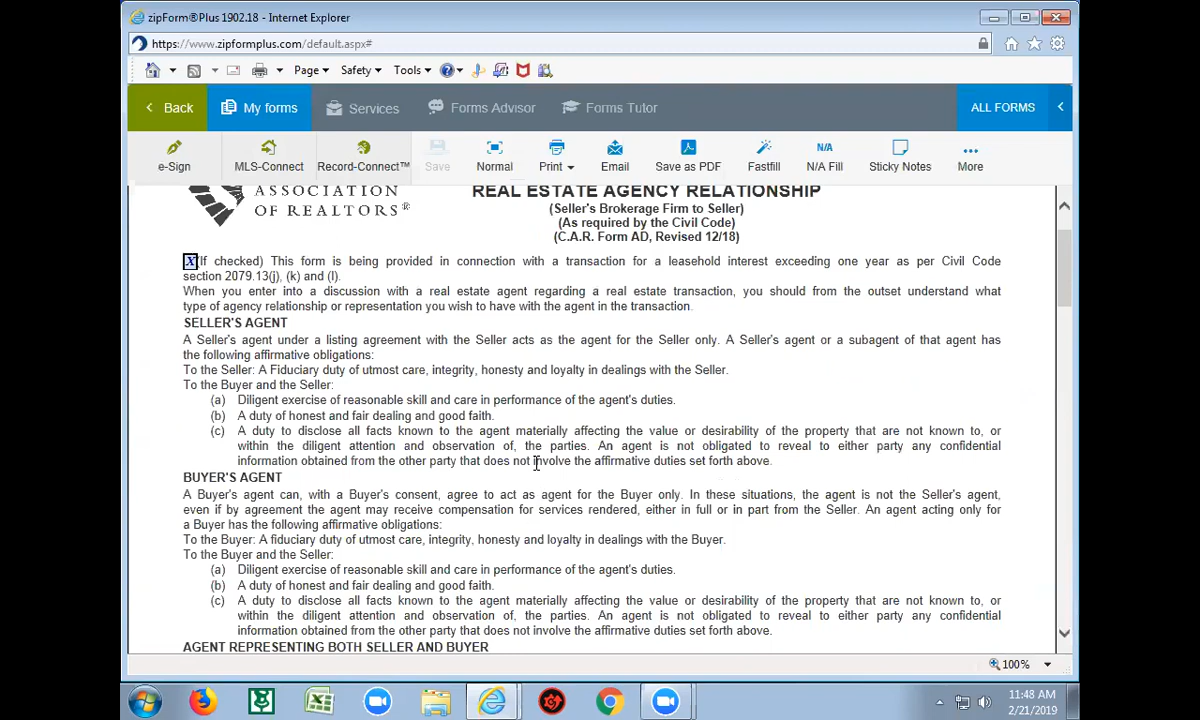 zipForm®Plus 1902.18 - Internet Explorer
https://www.zipformplus.com/default.aspx#
Page Safety Tools
Back My forms Services Forms Advisor Forms Tutor ALL FORMS
N/A
e-Sign MLS-Connect Record-Connect™ Save Normal Print Email Save as PDF Fastfill N/A Fill Sticky Notes More
ASSOCIATION
OF REALTORS®
REAL ESTATE AGENCY RELATIONSHIP
(Seller's Brokerage Firm to Seller)
(As required by the Civil Code)
(C.A.R. Form AD, Revised 12/18)
X (If checked) This form is being provided in connection with a transaction for a leasehold interest exceeding one year as per Civil Code
section 2079.13(j), (k) and (l).
When you enter into a discussion with a real estate agent regarding a real estate transaction, you should from the outset understand what
type of agency relationship or representation you wish to have with the agent in the transaction.
SELLER'S AGENT
A Seller's agent under a listing agreement with the Seller acts as the agent for the Seller only. A Seller's agent or a subagent of that agent has
the following affirmative obligations:
To the Seller: A Fiduciary duty of utmost care, integrity, honesty and loyalty in dealings with the Seller.
To the Buyer and the Seller:
(a) Diligent exercise of reasonable skill and care in performance of the agent's duties.
(b) A duty of honest and fair dealing and good faith.
(c) A duty to disclose all facts known to the agent materially affecting the value or desirability of the property that are not known to, or
within the diligent attention and observation of, the parties. An agent is not obligated to reveal to either party any confidential
information obtained from the other party that does not involve the affirmative duties set forth above.
BUYER'S AGENT
A Buyer's agent can, with a Buyer's consent, agree to act as agent for the Buyer only. In these situations, the agent is not the Seller's agent,
even if by agreement the agent may receive compensation for services rendered, either in full or in part from the Seller. An agent acting only for
a Buyer has the following affirmative obligations:
To the Buyer: A fiduciary duty of utmost care, integrity, honesty and loyalty in dealings with the Buyer.
To the Buyer and the Seller:
(a) Diligent exercise of reasonable skill and care in performance of the agent's duties.
(b) A duty of honest and fair dealing and good faith.
(c) A duty to disclose all facts known to the agent materially affecting the value or desirability of the property that are not known to, or
within the diligent attention and observation of, the parties. An agent is not obligated to reveal to either party any confidential
information obtained from the other party that does not involve the affirmative duties set forth above.
AGENT REPRESENTING BOTH SELLER AND BUYER
100%
11:48 AM
2/21/2019